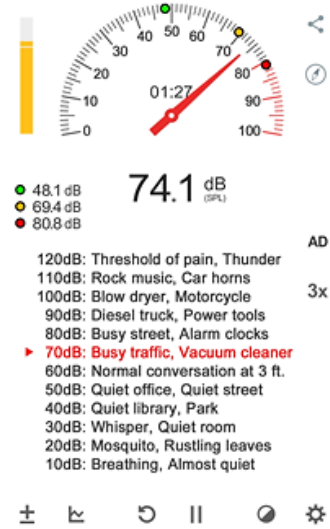 40 50 60
30 70
20 80
10 90
0 100
01:27
48.1 dB
69.4 dB
80.8 dB
74.1 dB
(SPL)
AD
3x
120dB: Threshold of pain, Thunder
110dB: Rock music, Car horns
100dB: Blow dryer, Motorcycle
90dB: Diesel truck, Power tools
80dB: Busy street, Alarm clocks
70dB: Busy traffic, Vacuum cleaner
60dB: Normal conversation at 3 ft.
50dB: Quiet office, Quiet street
40dB: Quiet library, Park
30dB: Whisper, Quiet room
20dB: Mosquito, Rustling leaves
10dB: Breathing, Almost quiet